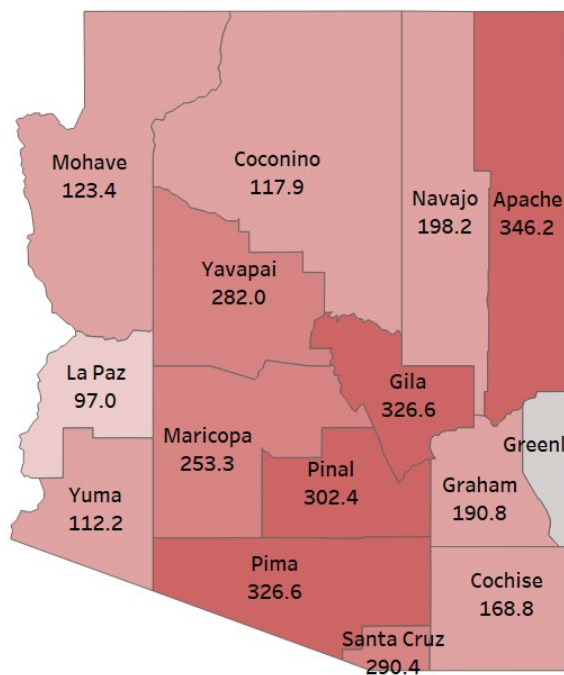 Mohave
123.4
Coconino
117.9
Navajo
198.2
Apache
346.2
Yavapai
282.0
La Paz
97.0
Gila
326.6
Maricopa
253.3
Pinal
302.4
Greenl
Graham
190.8
Yuma
112.2
Pima
326.6
Cochise
168.8
Santa Cruz
290.4